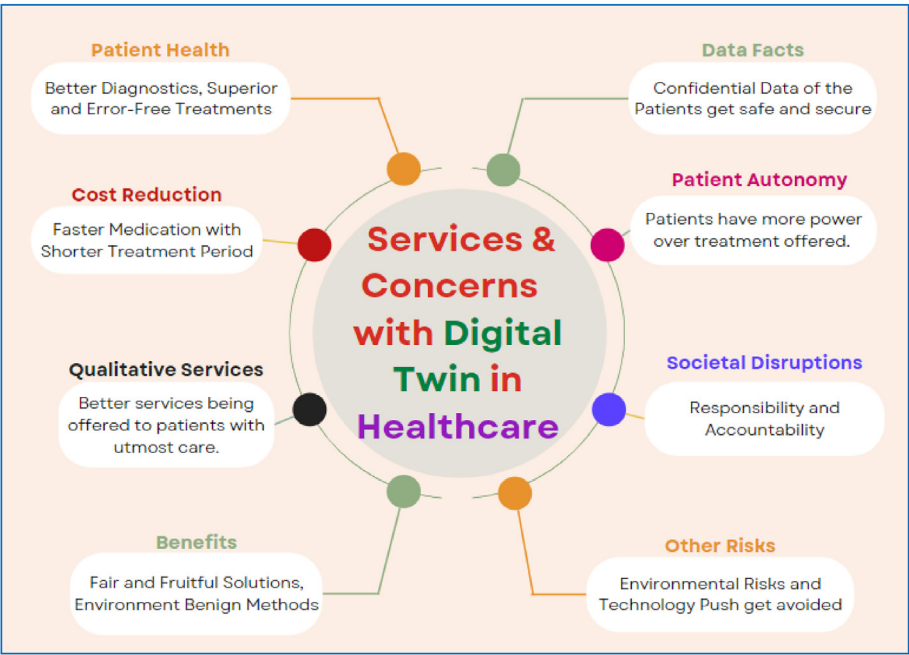 Patient Health
Better Diagnostics, Superior
and Error-Free Treatments
Cost Reduction
Faster Medication with
Shorter Treatment Period
Qualitative Services
Better services being
offered to patients with
utmost care.
Benefits
Fair and Fruitful Solutions,
Environment Benign Methods
Services &
Concerns
with Digital
Twin in
Healthcare
Data Facts
Confidential Data of the
Patients get safe and secure
Patient Autonomy
Patients have more power
over treatment offered.
Societal Disruptions
Responsibility and
Accountability
Other Risks
Environmental Risks and
Technology Push get avoided